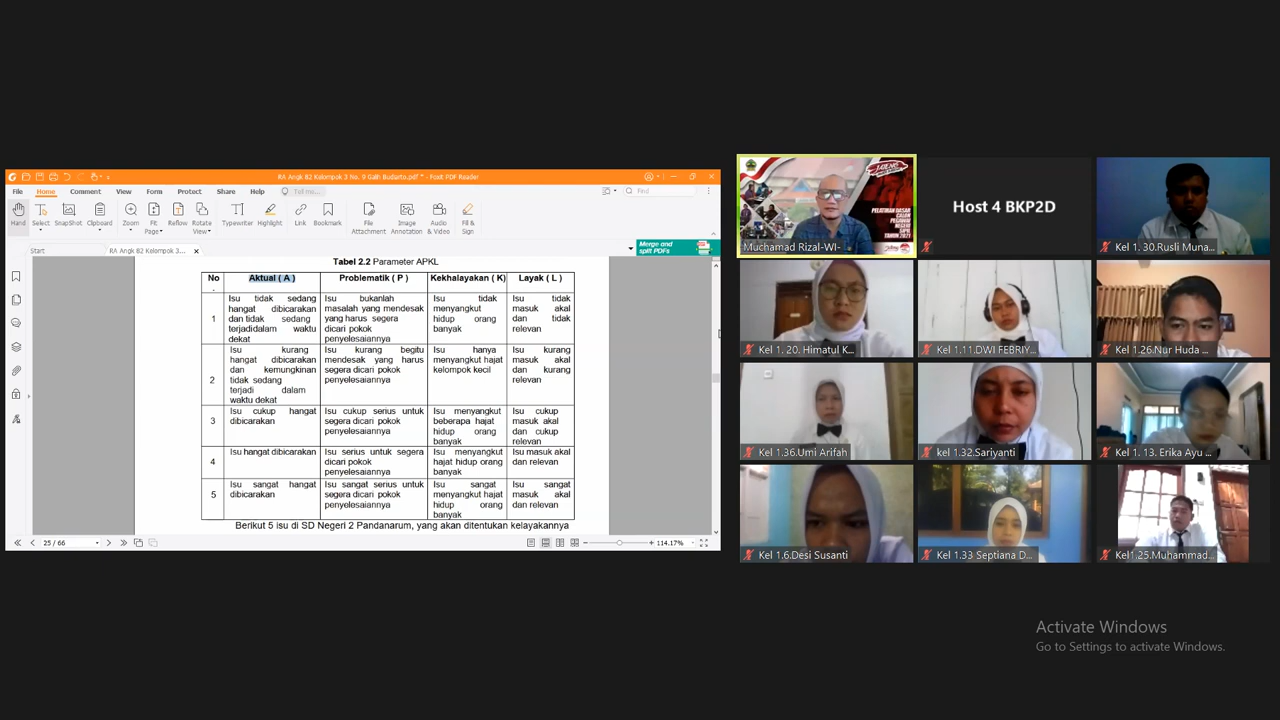 RA Angk 82 Kelompok 3 No. 9 Galih Budiarto.pdf * - Foxit PDF Reader
File Home Comment View Form Protect Share Help Tell me... Find
Hand Select SnapShot Clipboard Zoom Fit Page Reflow Rotate View Typewriter Highlight Link Bookmark File Attachment Image Annotation Audio & Video Fill & Sign
Start RA Angk 82 Kelompok 3... Merge and split PDFs
Tabel 2.2 Parameter APKL
No. Aktual ( A ) Problematik ( P ) Kekhalayakan ( K) Layak ( L )
1
Isu tidak sedang
hangat dibicarakan
dan tidak sedang
terjadidalam waktu
dekat
Isu bukanlah
masalah yang mendesak
yang harus segera
dicari pokok
penyelesaiannya
Isu tidak
menyangkut
hidup orang
banyak
Isu tidak
masuk akal
dan tidak
relevan
2
Isu kurang
hangat dibicarakan
dan kemungkinan
tidak sedang
terjadi dalam
waktu dekat
Isu kurang begitu
mendesak yang harus
segera dicari pokok
penyelesaiannya
Isu hanya
menyangkut hajat
kelompok kecil
Isu kurang
masuk akal
dan kurang
relevan
3
Isu cukup hangat
dibicarakan
Isu cukup serius untuk
segera dicari pokok
penyelesaiannya
Isu menyangkut
beberapa hajat
hidup orang
banyak
Isu cukup
masuk akal
dan cukup
relevan
4
Isu hangat dibicarakan
Isu serius untuk segera
dicari pokok
penyelesaiannya
Isu menyangkut
hajat hidup orang
banyak
Isu masuk akal
dan relevan
5
Isu sangat hangat
dibicarakan
Isu sangat serius untuk
segera dicari pokok
penyelesaiannya
Isu sangat
menyangkut hajat
hidup orang
banyak
Isu sangat
masuk akal
dan relevan
Berikut 5 isu di SD Negeri 2 Pandanarum, yang akan ditentukan kelayakannya
25 / 66
114.17%
PELATIHAN DASAR
CALON
PEGAWAI
NEGERI
SIPIL
TAHUN 2021
Muchamad Rizal-WI-
Host 4 BKP2D
Kel 1. 30.Rusli Muna...
Kel 1. 20. Himatul K...
Kel 1.11.DWI FEBRIY...
Kel 1.26.Nur Huda ...
Kel 1.36.Umi Arifah
kel 1.32.Sariyanti
Kel 1. 13. Erika Ayu ...
Kel 1.6.Desi Susanti
Kel 1.33 Septiana D...
Kel1.25.Muhammad...
Activate Windows
Go to Settings to activate Windows.